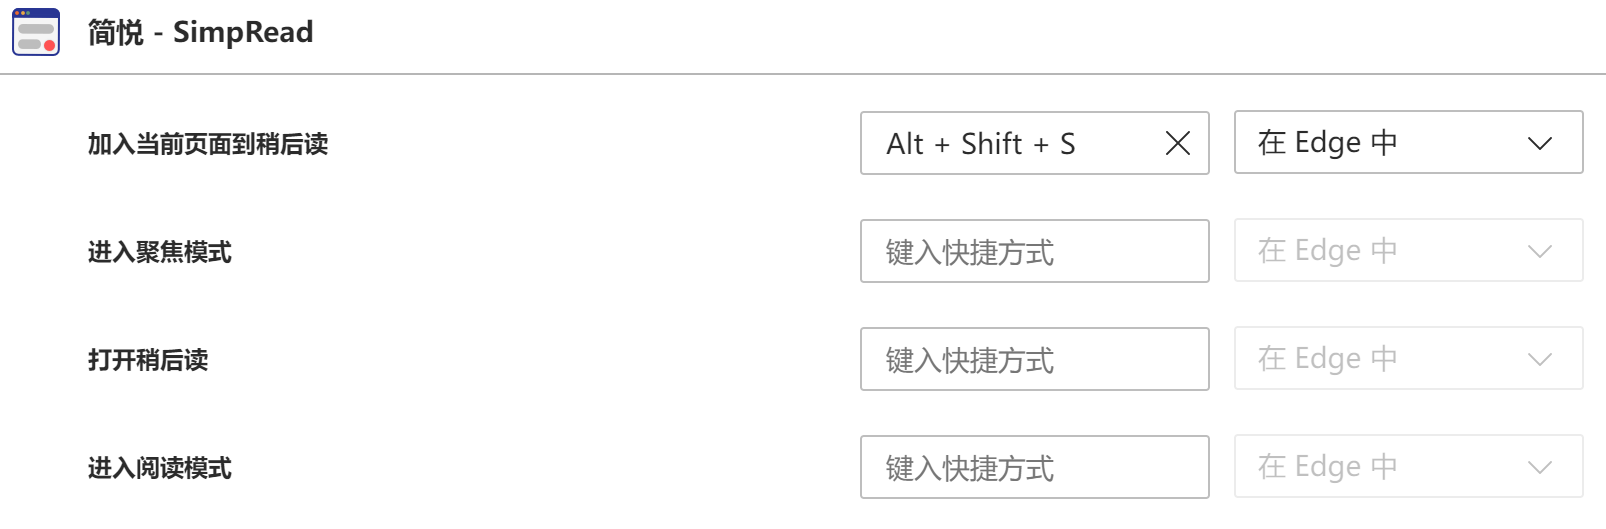 简悦 - SimpRead
加入当前页面到稍后读 Alt + Shift + S 在 Edge 中
进入聚焦模式 键入快捷方式 在 Edge 中
打开稍后读 键入快捷方式 在 Edge 中
进入阅读模式 键入快捷方式 在 Edge 中